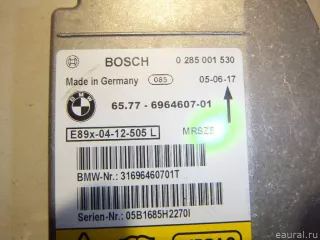 BOSCH 0 285 001 530
Made in Germany 085 05-06-17
BMW
65.77 - 6964607-01
E89x-04-12-505 L MRSZ5
BMW-Nr.: 31696460701T
Serien-Nr.: 05B1685H2270I
eaural.ru